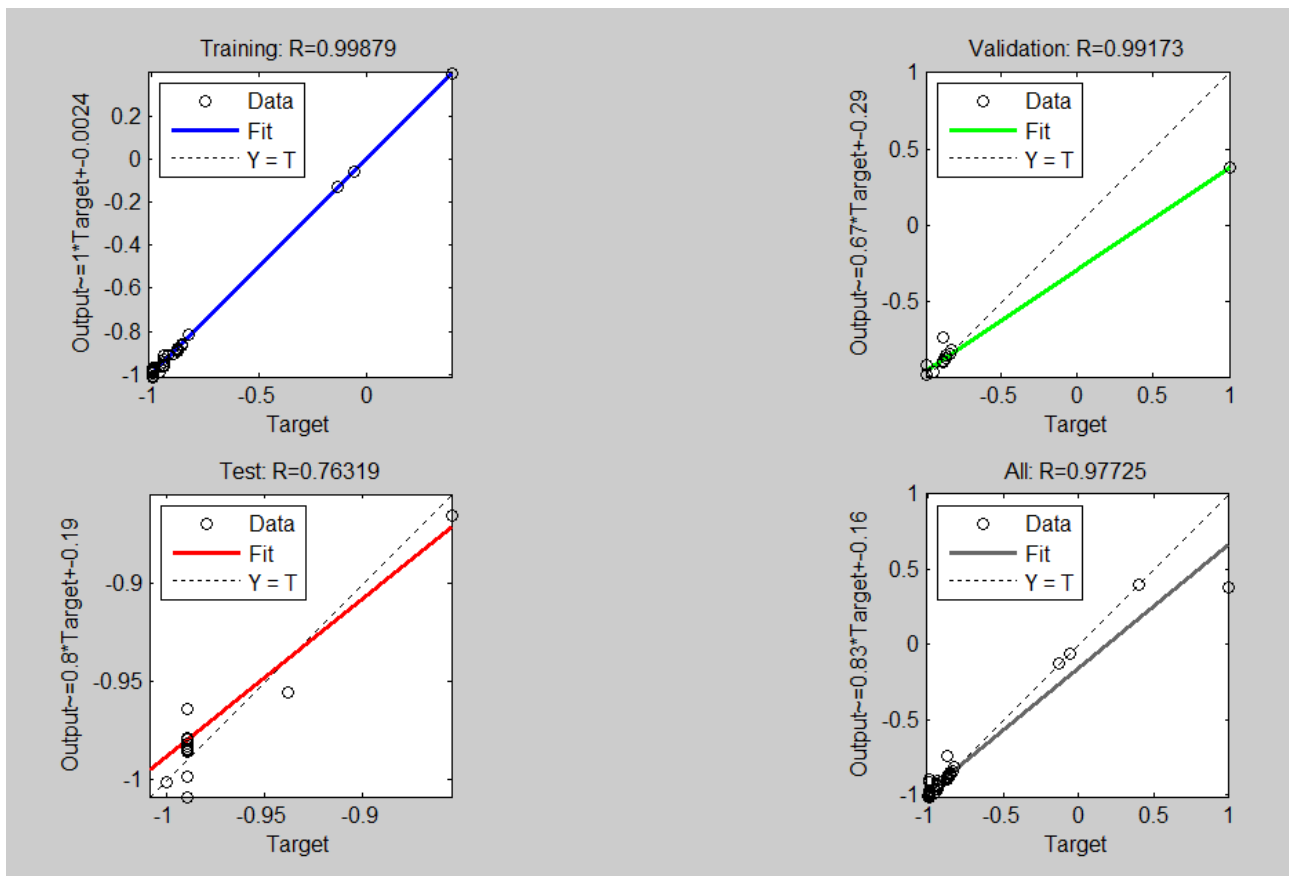 Training: R=0.99879
Output~=1*Target+-0.0024
Data
Fit
Y = T
0.2
0
-0.2
-0.4
-0.6
-0.8
-1
-1
-0.5
0
Target
Validation: R=0.99173
Output~=0.67*Target+-0.29
Data
Fit
Y = T
1
0.5
0
-0.5
-0.5
0
0.5
1
Target
Test: R=0.76319
Output~=0.8*Target+-0.19
Data
Fit
Y = T
-0.9
-0.95
-1
-1
-0.95
-0.9
Target
All: R=0.97725
Output~=0.83*Target+-0.16
Data
Fit
Y = T
1
0.5
0
-0.5
-1
-1
-0.5
0
0.5
1
Target